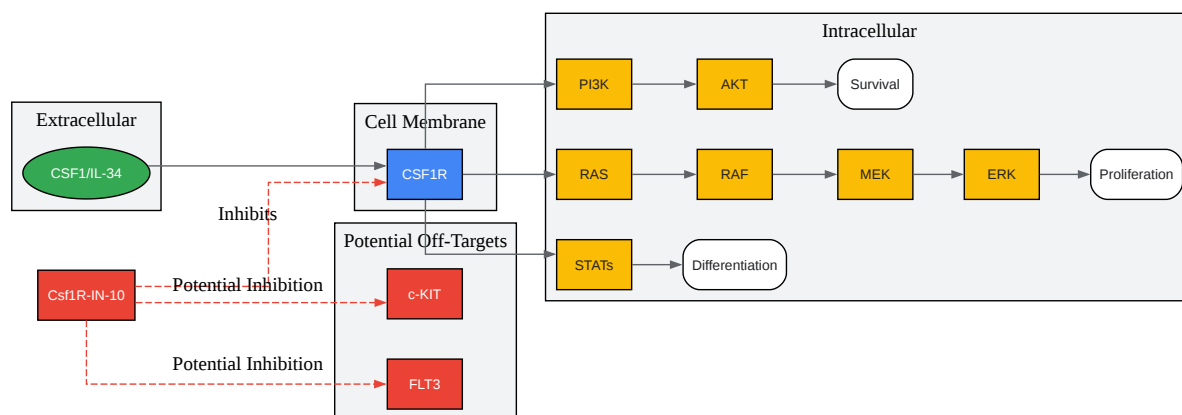 Intracellular
PI3K
AKT
Survival
Extracellular
Cell Membrane
CSF1/IL-34
CSF1R
RAS
RAF
MEK
ERK
Proliferation
Inhibits
Potential Off-Targets
STATs
Differentiation
Csf1R-IN-10
Potential Inhibition
c-KIT
Potential Inhibition
FLT3